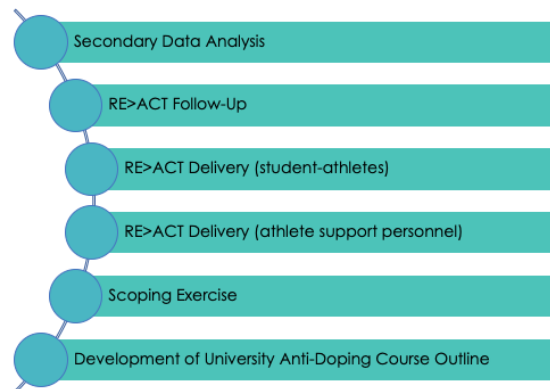 Secondary Data Analysis
RE>ACT Follow-Up
RE>ACT Delivery (student-athletes)
RE>ACT Delivery (athlete support personnel)
Scoping Exercise
Development of University Anti-Doping Course Outline